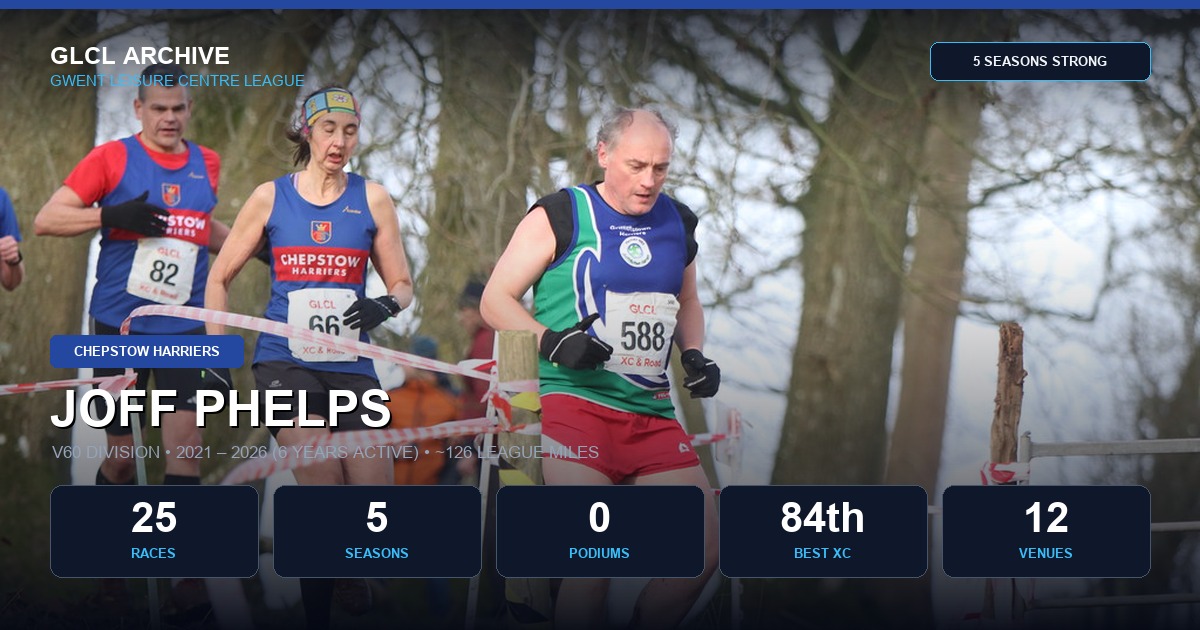 GLCL ARCHIVE
GWENT LEISURE CENTRE LEAGUE
5 SEASONS STRONG
STOW
RIERS
GLCL
82
XC & Road
CHEPSTOW
HARRIERS
GLCL
66
XC & Road
Harriers
GLCL
588
XC & Road
CHEPSTOW HARRIERS
JOFF PHELPS
V60 DIVISION • 2021 – 2026 (6 YEARS ACTIVE) • ~126 LEAGUE MILES
25
RACES
5
SEASONS
0
PODIUMS
84th
BEST XC
12
VENUES